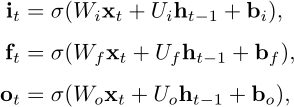 i_t = σ(W_i x_t + U_i h_{t−1} + b_i),
f_t = σ(W_f x_t + U_f h_{t−1} + b_f),
o_t = σ(W_o x_t + U_o h_{t−1} + b_o),